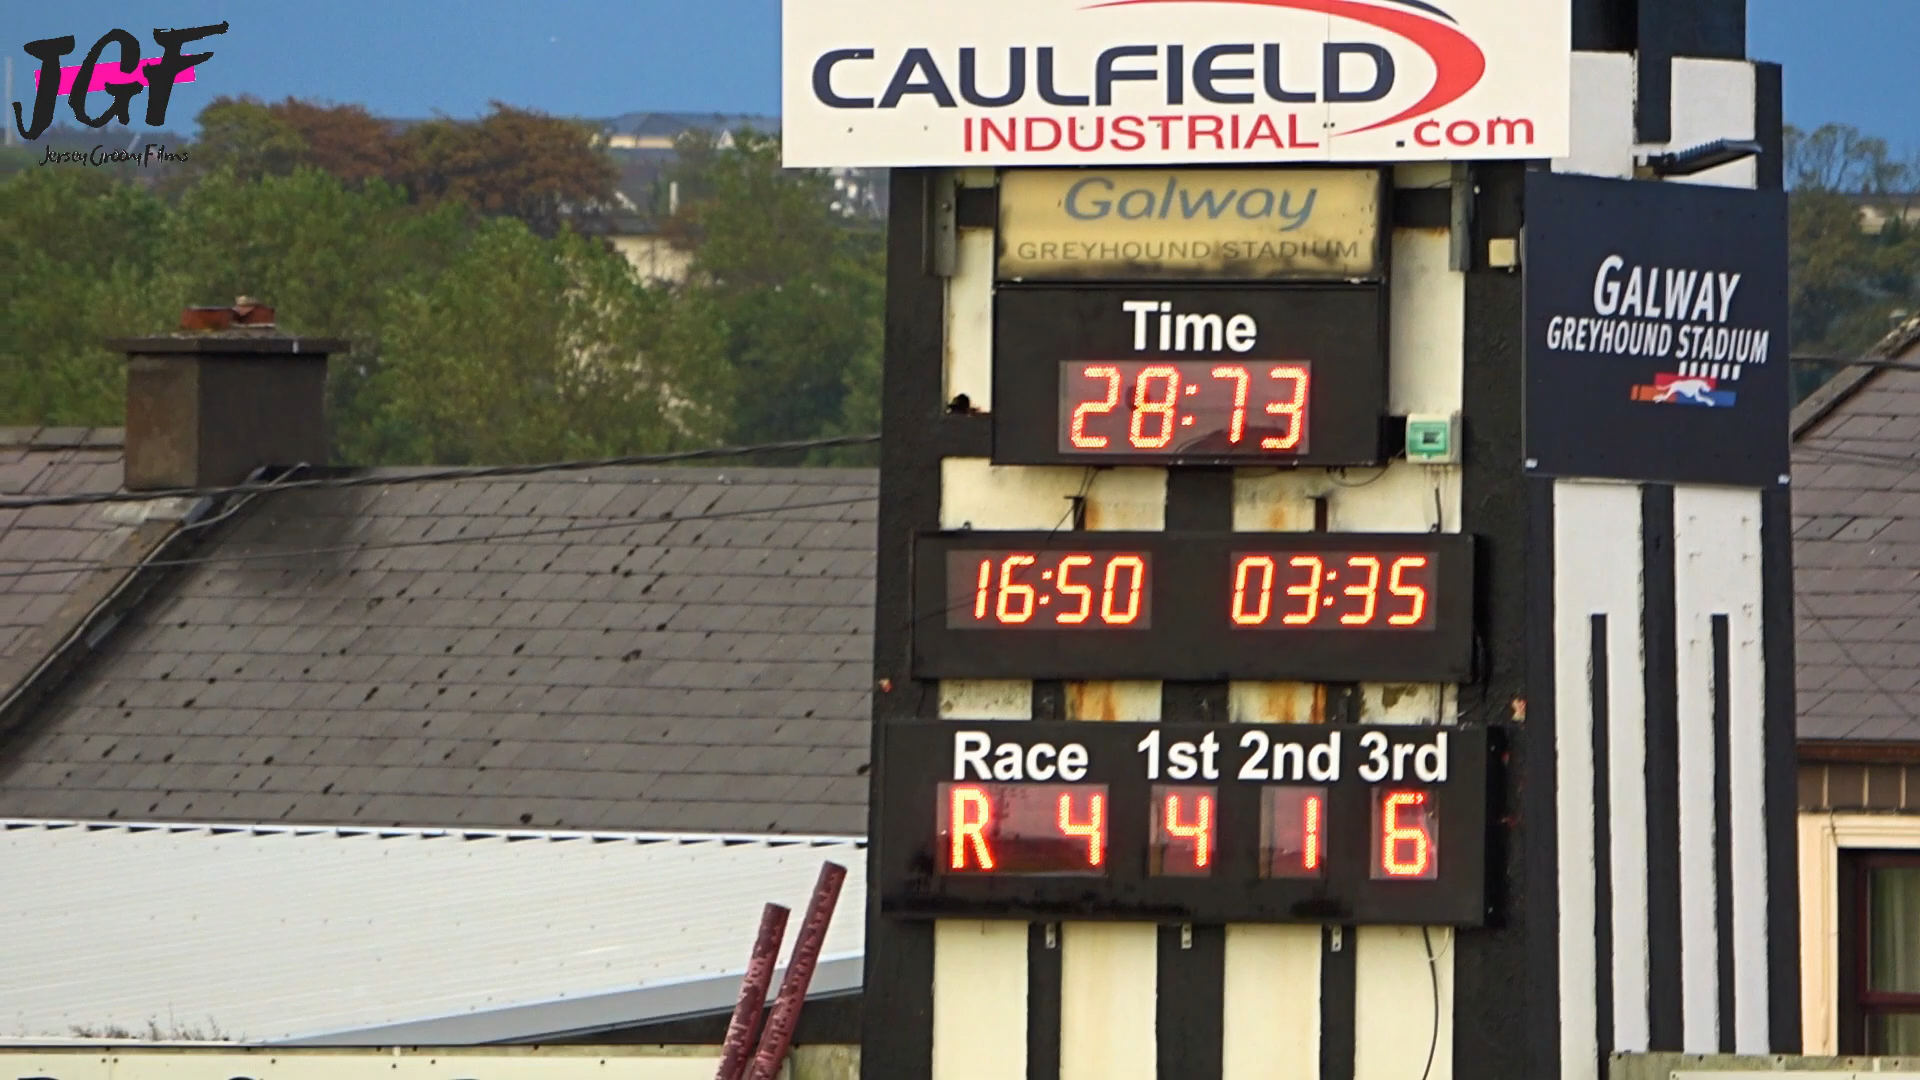 JGF
Jersey Greeny Films
CAULFIELD
INDUSTRIAL .com
Galway
GREYHOUND STADIUM
Time
28:73
16:50 03:35
Race 1st 2nd 3rd
R 4 4 1 6
GALWAY
GREYHOUND STADIUM